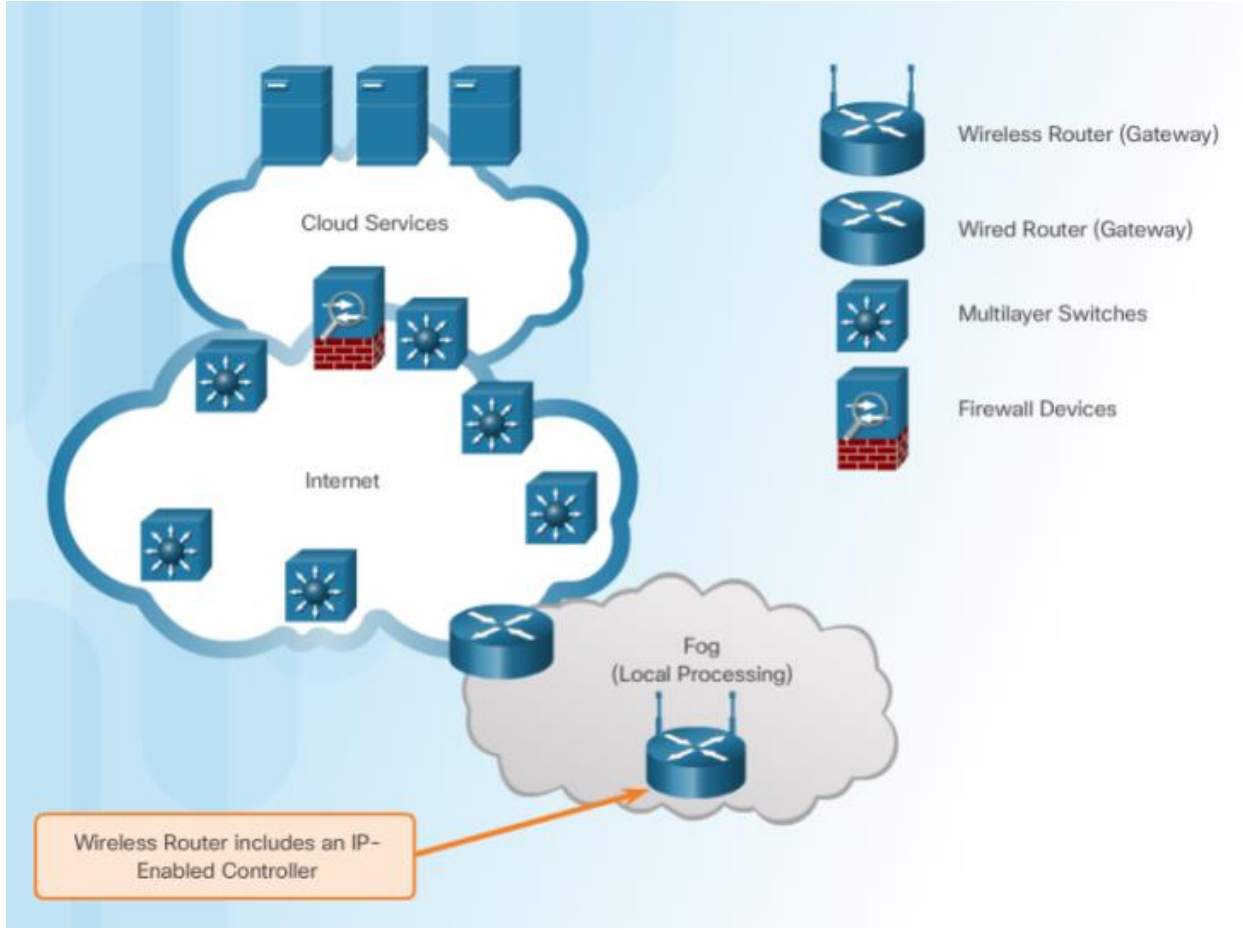 Cloud Services
Internet
Fog
(Local Processing)
Wireless Router includes an IP-
Enabled Controller
Wireless Router (Gateway)
Wired Router (Gateway)
Multilayer Switches
Firewall Devices